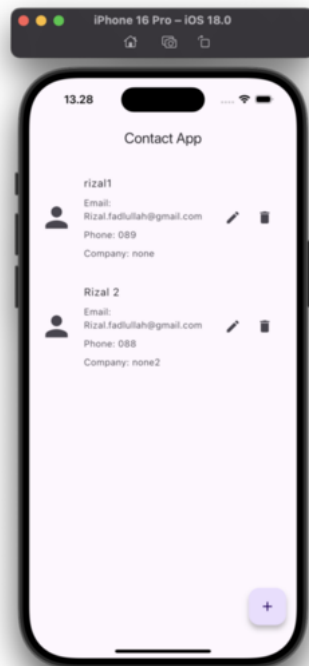 iPhone 16 Pro – iOS 18.0
13.28
Contact App
rizal1
Email:
Rizal.fadlullah@gmail.com
Phone: 089
Company: none
Rizal 2
Email:
Rizal.fadlullah@gmail.com
Phone: 088
Company: none2
+